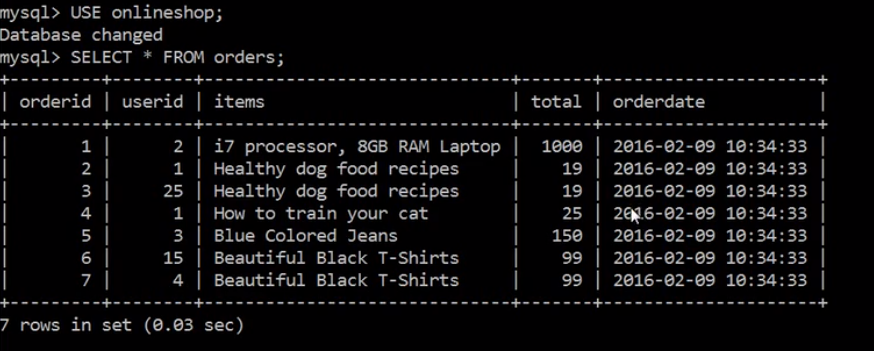 mysql> USE onlineshop;
Database changed
mysql> SELECT * FROM orders;
+---------+--------+-----------------------------+-------+---------------------+
| orderid | userid | items                       | total | orderdate           |
+---------+--------+-----------------------------+-------+---------------------+
|       1 |      2 | i7 processor, 8GB RAM Laptop |  1000 | 2016-02-09 10:34:33 |
|       2 |      1 | Healthy dog food recipes    |    19 | 2016-02-09 10:34:33 |
|       3 |     25 | Healthy dog food recipes    |    19 | 2016-02-09 10:34:33 |
|       4 |      1 | How to train your cat       |    25 | 2016-02-09 10:34:33 |
|       5 |      3 | Blue Colored Jeans          |   150 | 2016-02-09 10:34:33 |
|       6 |     15 | Beautiful Black T-Shirts    |    99 | 2016-02-09 10:34:33 |
|       7 |      4 | Beautiful Black T-Shirts    |    99 | 2016-02-09 10:34:33 |
+---------+--------+-----------------------------+-------+---------------------+
7 rows in set (0.03 sec)